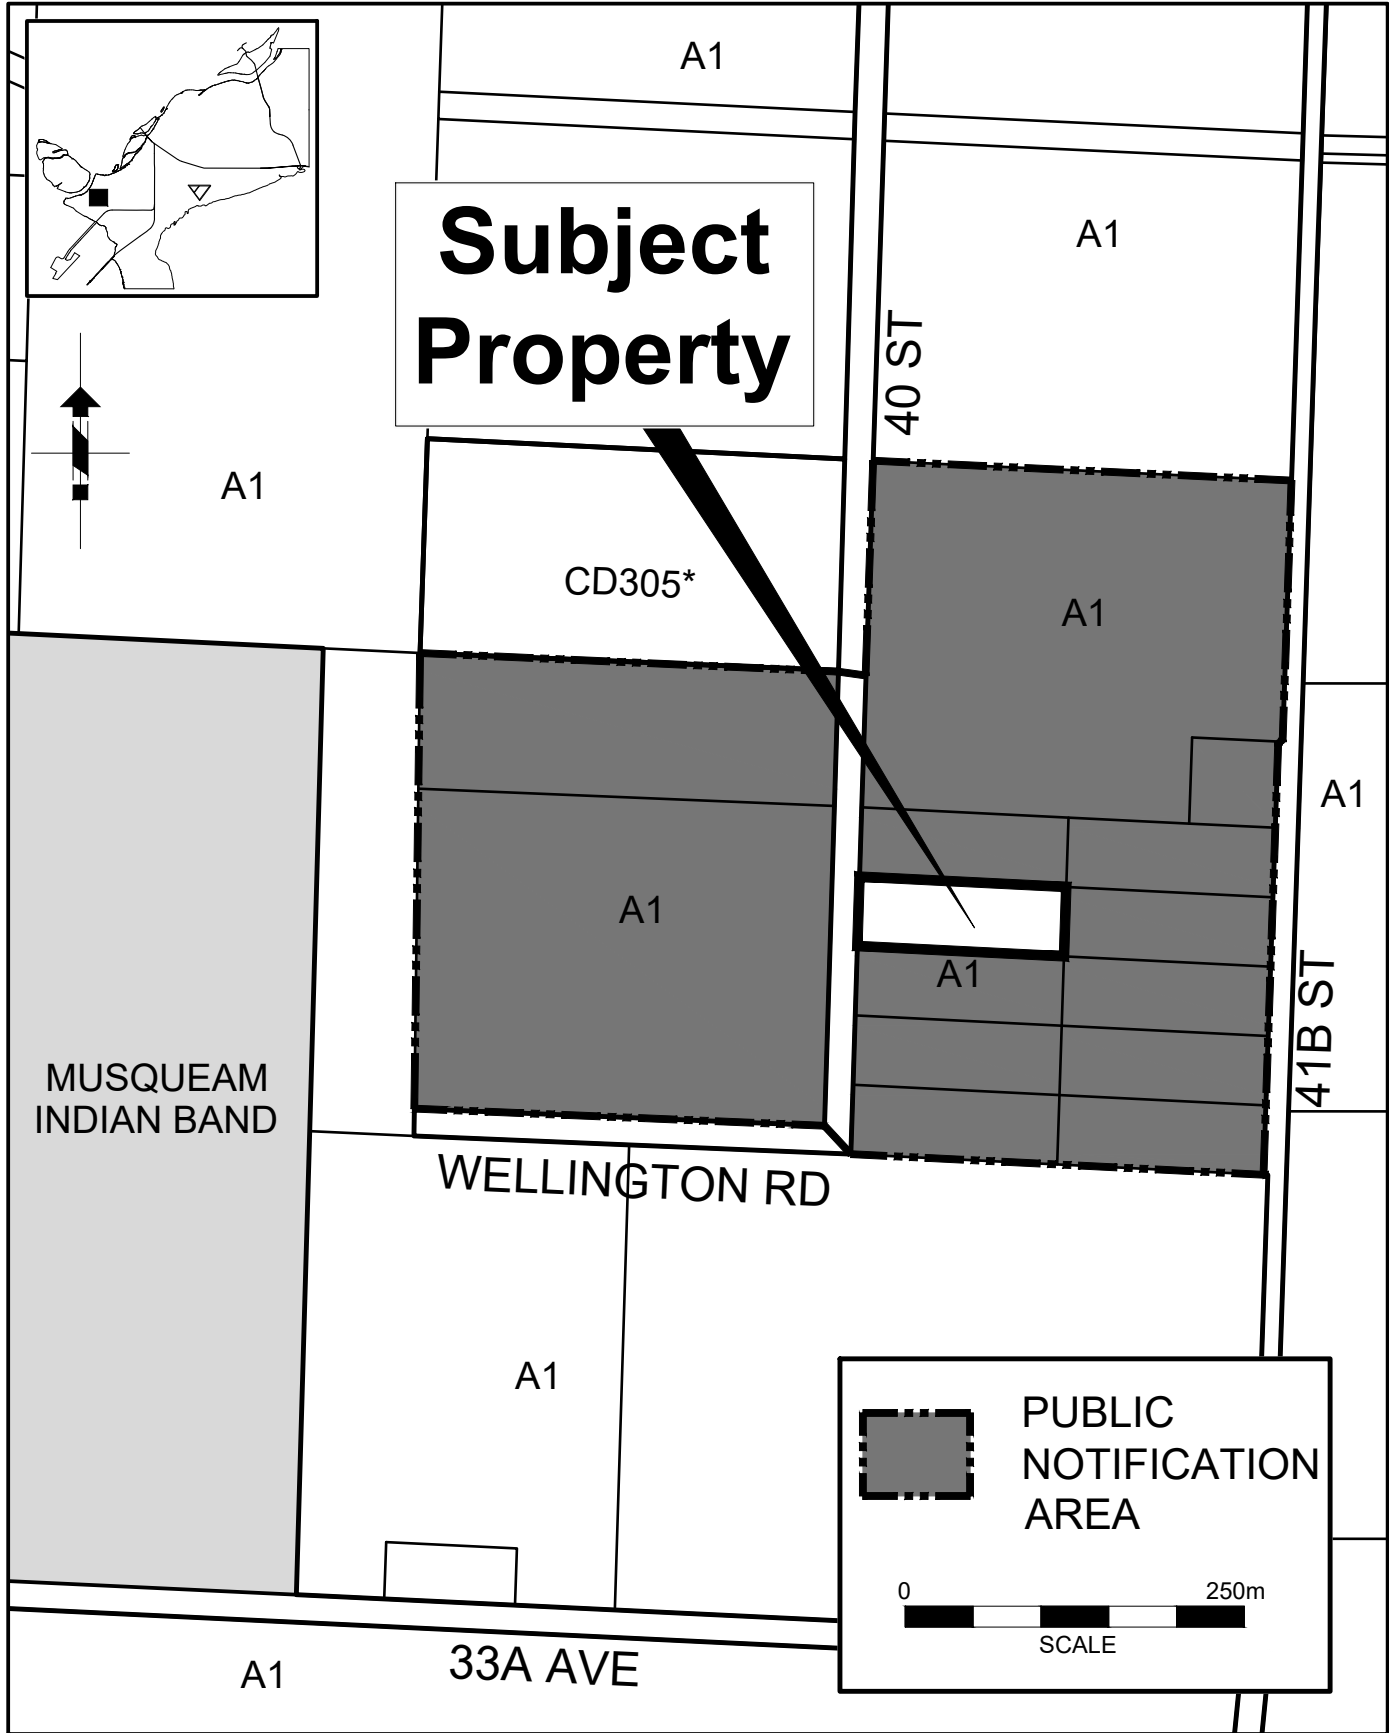 A1
Subject
Property
A1
40 ST
A1
CD305*
A1
A1
A1
A1
41B ST
MUSQUEAM
INDIAN BAND
WELLINGTON RD
A1
PUBLIC
NOTIFICATION
AREA
0 250m
SCALE
33A AVE
A1